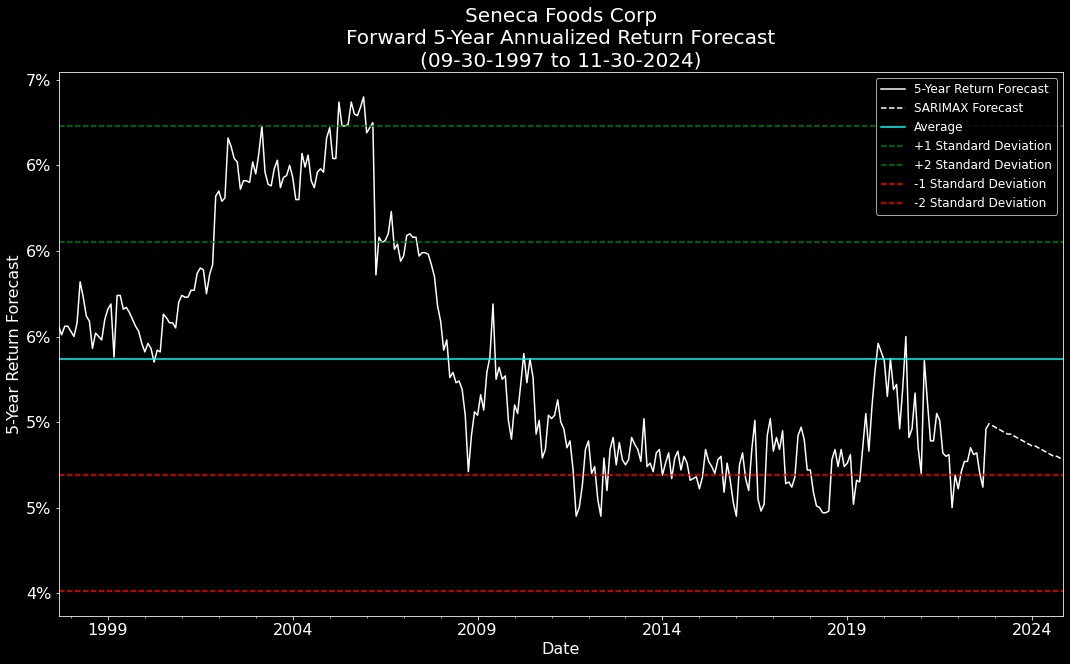 Seneca Foods Corp
Forward 5-Year Annualized Return Forecast
(09-30-1997 to 11-30-2024)
5-Year Return Forecast
SARIMAX Forecast
Average
+1 Standard Deviation
+2 Standard Deviation
-1 Standard Deviation
-2 Standard Deviation
5-Year Return Forecast
7%
6%
6%
6%
5%
5%
4%
1999 2004 2009 2014 2019 2024
Date